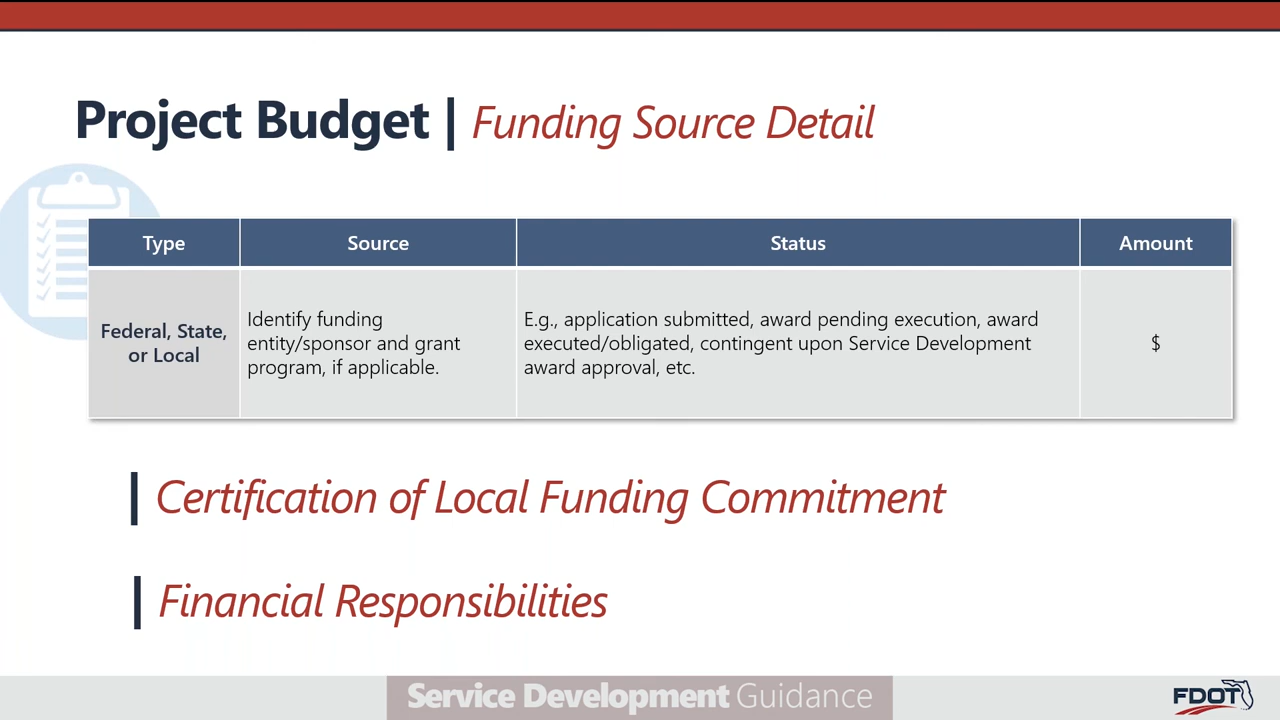 Project Budget | Funding Source Detail
Type Source Status Amount
Federal, State,
or Local
Identify funding
entity/sponsor and grant
program, if applicable.
E.g., application submitted, award pending execution, award
executed/obligated, contingent upon Service Development
award approval, etc.
$
| Certification of Local Funding Commitment
| Financial Responsibilities
Service Development Guidance
FDOT